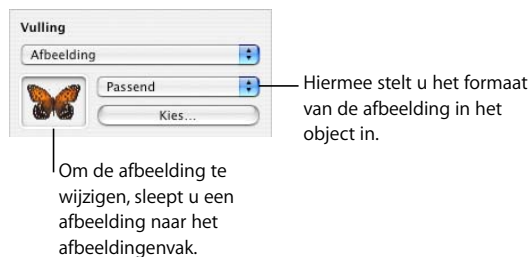 Vulling
Afbeelding
Passend
Kies...
Hiermee stelt u het formaat
van de afbeelding in het
object in.
Om de afbeelding te
wijzigen, sleept u een
afbeelding naar het
afbeeldingenvak.